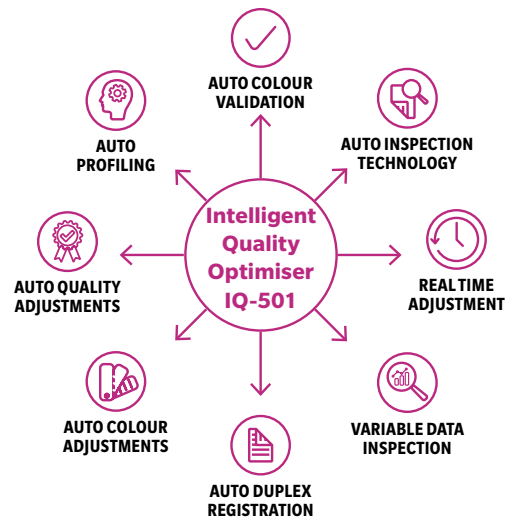 AUTO COLOUR
VALIDATION
AUTO INSPECTION
TECHNOLOGY
REAL TIME
ADJUSTMENT
VARIABLE DATA
INSPECTION
AUTO DUPLEX
REGISTRATION
AUTO COLOUR
ADJUSTMENTS
AUTO QUALITY
ADJUSTMENTS
AUTO
PROFILING
Intelligent
Quality
Optimiser
IQ-501